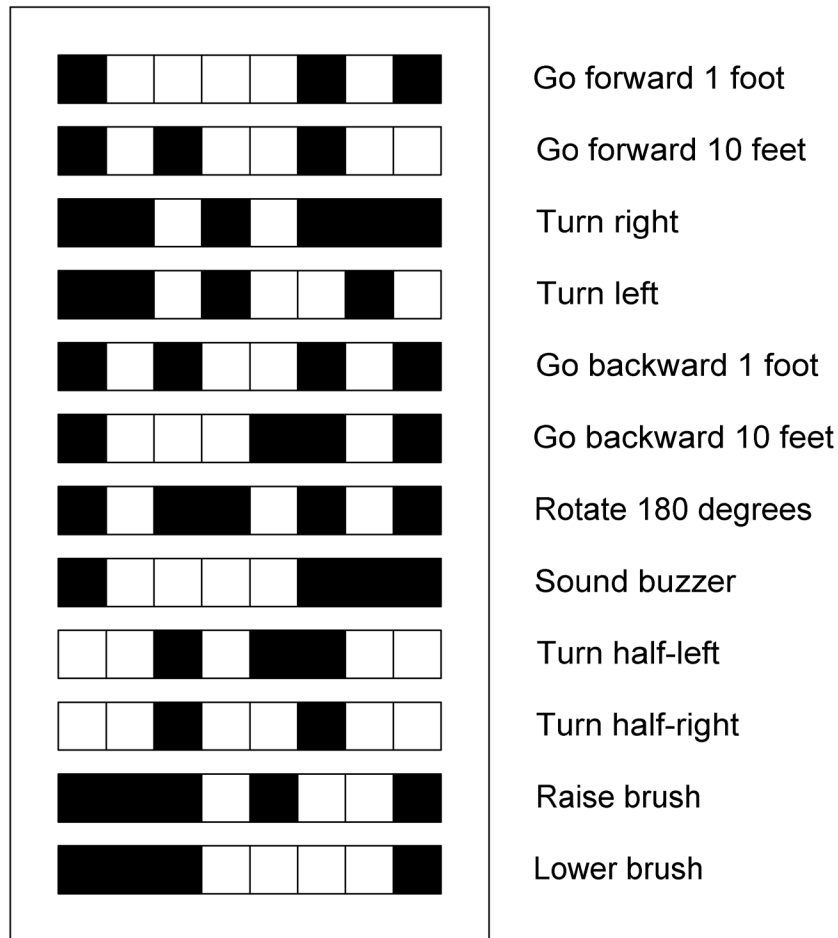 Go forward 1 foot
Go forward 10 feet
Turn right
Turn left
Go backward 1 foot
Go backward 10 feet
Rotate 180 degrees
Sound buzzer
Turn half-left
Turn half-right
Raise brush
Lower brush